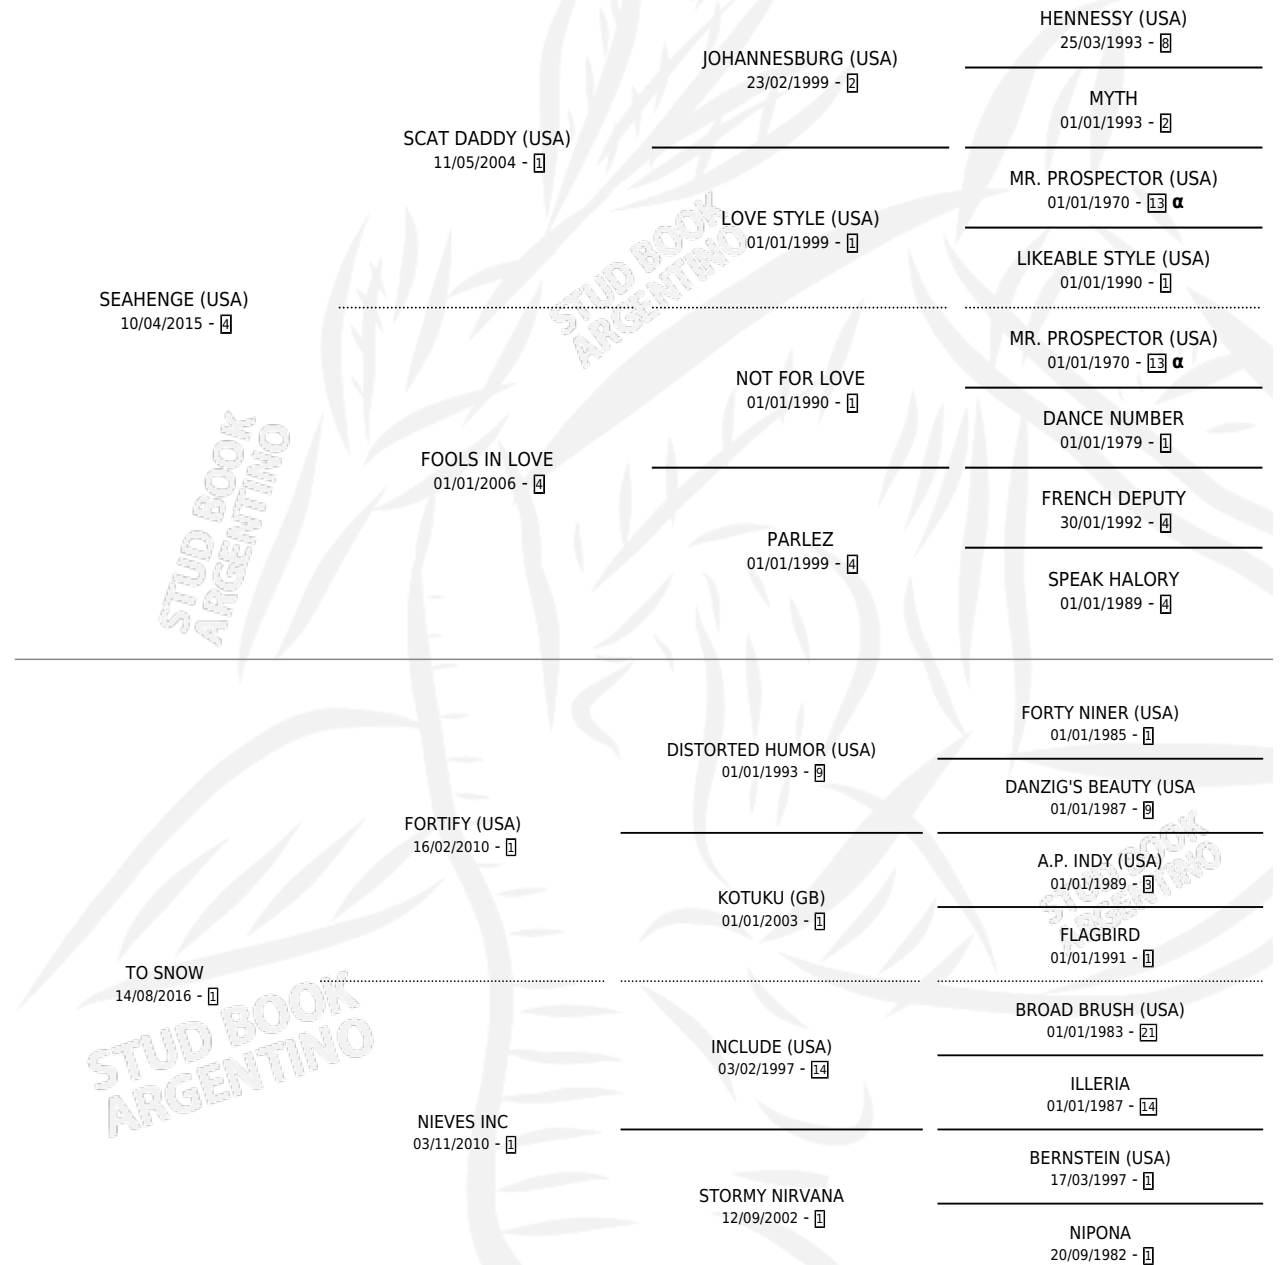 HENNESSY (USA)
25/03/1993 - 8
JOHANNESBURG (USA)
23/02/1999 - 2
MYTH
01/01/1993 - 2
SCAT DADDY (USA)
11/05/2004 - 1
MR. PROSPECTOR (USA)
01/01/1970 - 13 α
LOVE STYLE (USA)
01/01/1999 - 1
LIKEABLE STYLE (USA)
01/01/1990 - 1
SEAHENGE (USA)
10/04/2015 - 4
MR. PROSPECTOR (USA)
01/01/1970 - 13 α
NOT FOR LOVE
01/01/1990 - 1
DANCE NUMBER
01/01/1979 - 1
FOOLS IN LOVE
01/01/2006 - 4
FRENCH DEPUTY
30/01/1992 - 4
PARLEZ
01/01/1999 - 4
SPEAK HALORY
01/01/1989 - 4
STUD BOOK
ARGENTINO
STUD BOOK
ARGENTINO
FORTY NINER (USA)
01/01/1985 - 1
DISTORTED HUMOR (USA)
01/01/1993 - 9
DANZIG'S BEAUTY (USA
01/01/1987 - 9
FORTIFY (USA)
16/02/2010 - 1
A.P. INDY (USA)
01/01/1989 - 3
KOTUKU (GB)
01/01/2003 - 1
FLAGBIRD
01/01/1991 - 1
TO SNOW
14/08/2016 - 1
BROAD BRUSH (USA)
01/01/1983 - 21
INCLUDE (USA)
03/02/1997 - 14
ILLERIA
01/01/1987 - 14
NIEVES INC
03/11/2010 - 1
BERNSTEIN (USA)
17/03/1997 - 1
STORMY NIRVANA
12/09/2002 - 1
NIPONA
20/09/1982 - 1
STUD BOOK
ARGENTINO
STUD BOOK
ARGENTINO